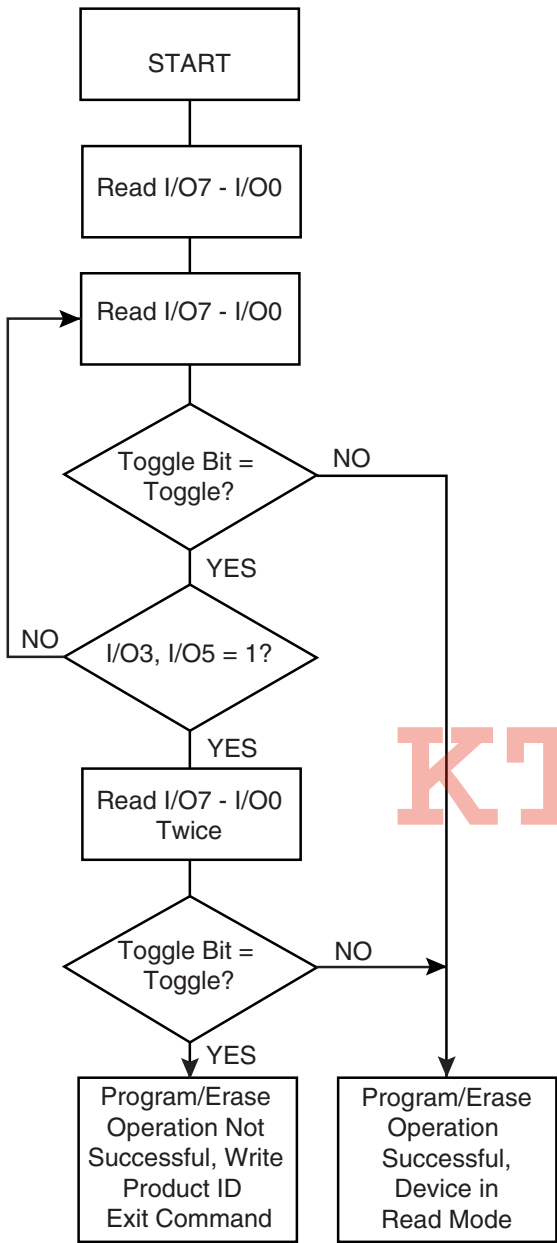 START
Read I/O7 - I/O0
Read I/O7 - I/O0
Toggle Bit =
Toggle?
NO
YES
NO
I/O3, I/O5 = 1?
YES
Read I/O7 - I/O0
Twice
Toggle Bit =
Toggle?
NO
YES
Program/Erase
Operation Not
Successful, Write
Product ID
Exit Command
Program/Erase
Operation
Successful,
Device in
Read Mode
KT